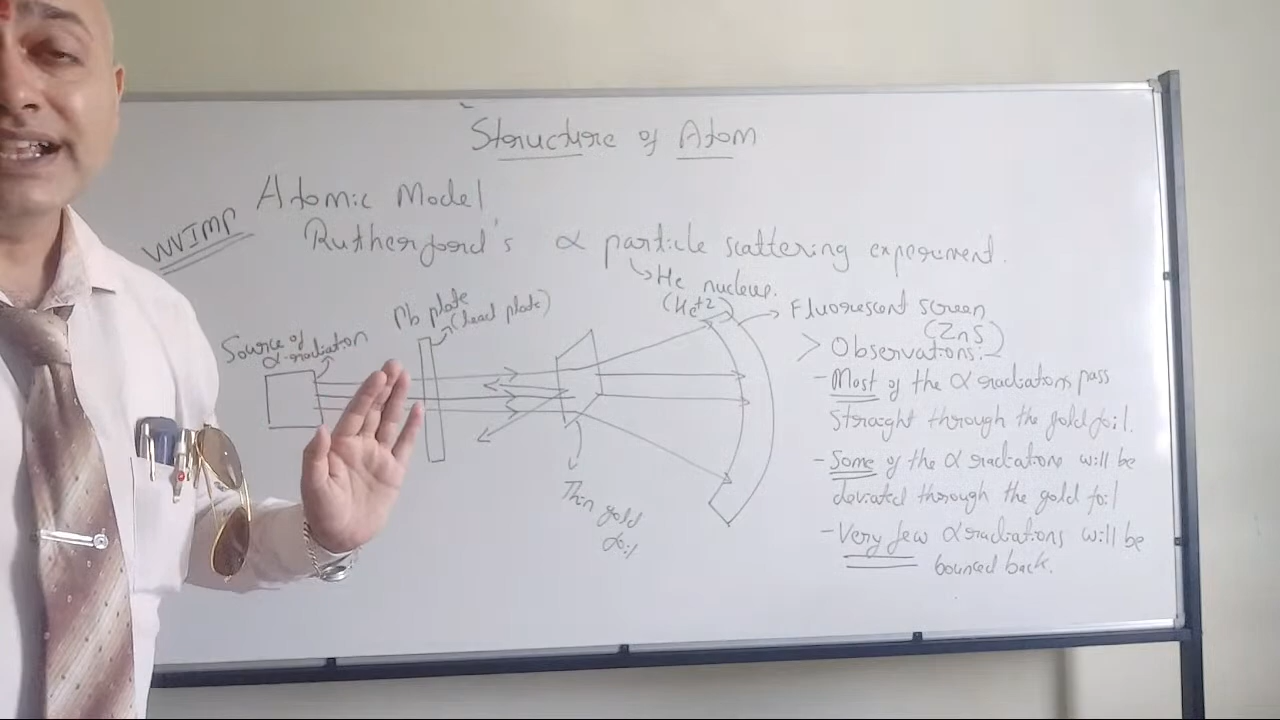 Structure of Atom
Atomic Model
VVVIMP
Rutherford's α particle scattering experiment.
He nucleus.
(He+2)
Source of
α-radiation
Pb plate
(lead plate)
Thin gold
foil
Fluorescent screen
(ZnS)
> Observations:
- Most of the α radiations pass
straight through the gold foil.
- Some of the α radiations will be
deviated through the gold foil
- Very few α radiations will be
bounced back.